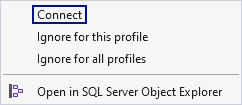 Connect
Ignore for this profile
Ignore for all profiles
Open in SQL Server Object Explorer